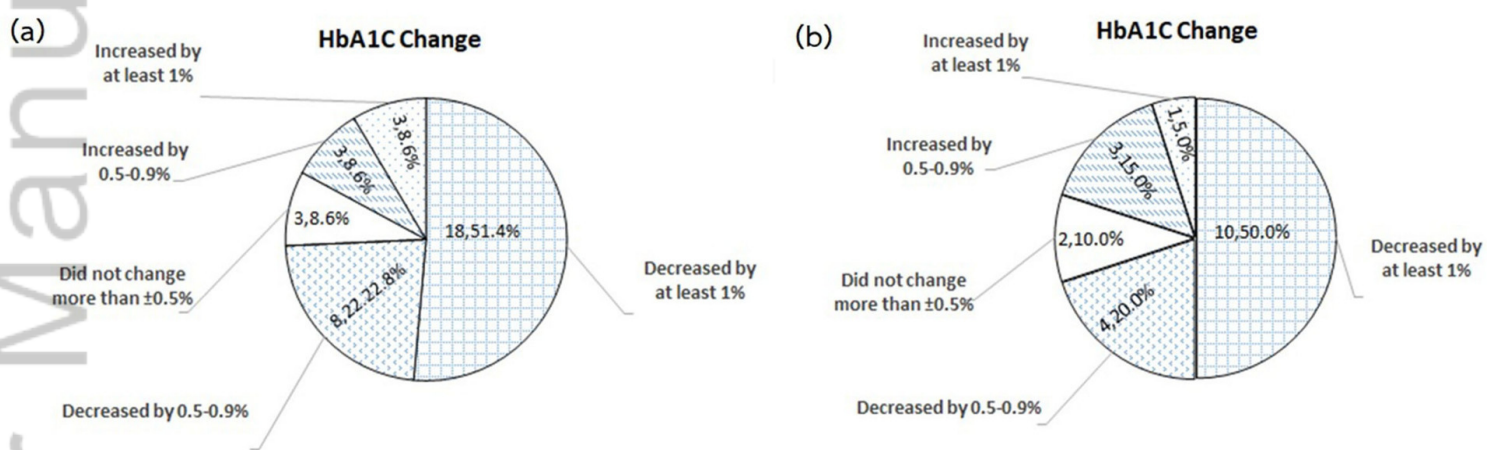 (a)
HbA1C Change
Increased by
at least 1%
Increased by
0.5-0.9%
Did not change
more than ±0.5%
Decreased by 0.5-0.9%
Decreased by
at least 1%
3,8.6%
3,8.6%
3,8.6%
8,22.22.8%
18,51.4%
(b)
HbA1C Change
Increased by
at least 1%
Increased by
0.5-0.9%
Did not change
more than ±0.5%
Decreased by 0.5-0.9%
Decreased by
at least 1%
1,5.0%
3,15.0%
2,10.0%
4,20.0%
10,50.0%
Manu